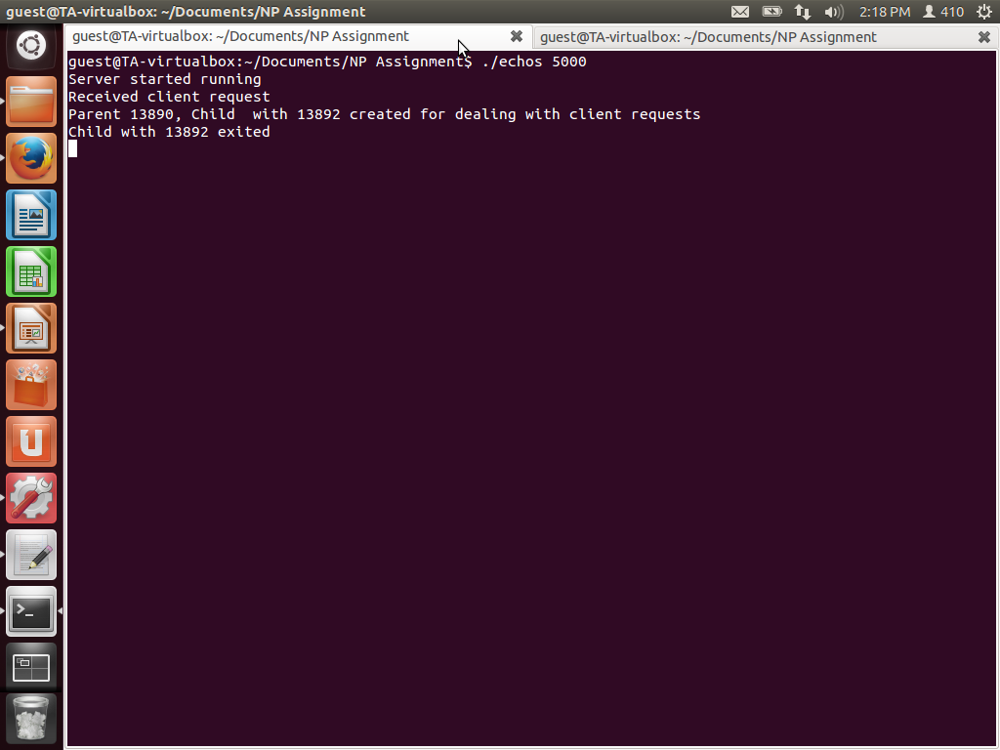 guest@TA-virtualbox: ~/Documents/NP Assignment
2:18 PM
410
guest@TA-virtualbox: ~/Documents/NP Assignment
guest@TA-virtualbox: ~/Documents/NP Assignment
guest@TA-virtualbox:~/Documents/NP Assignment$ ./echos 5000
Server started running
Received client request
Parent 13890, Child  with 13892 created for dealing with client requests
Child with 13892 exited